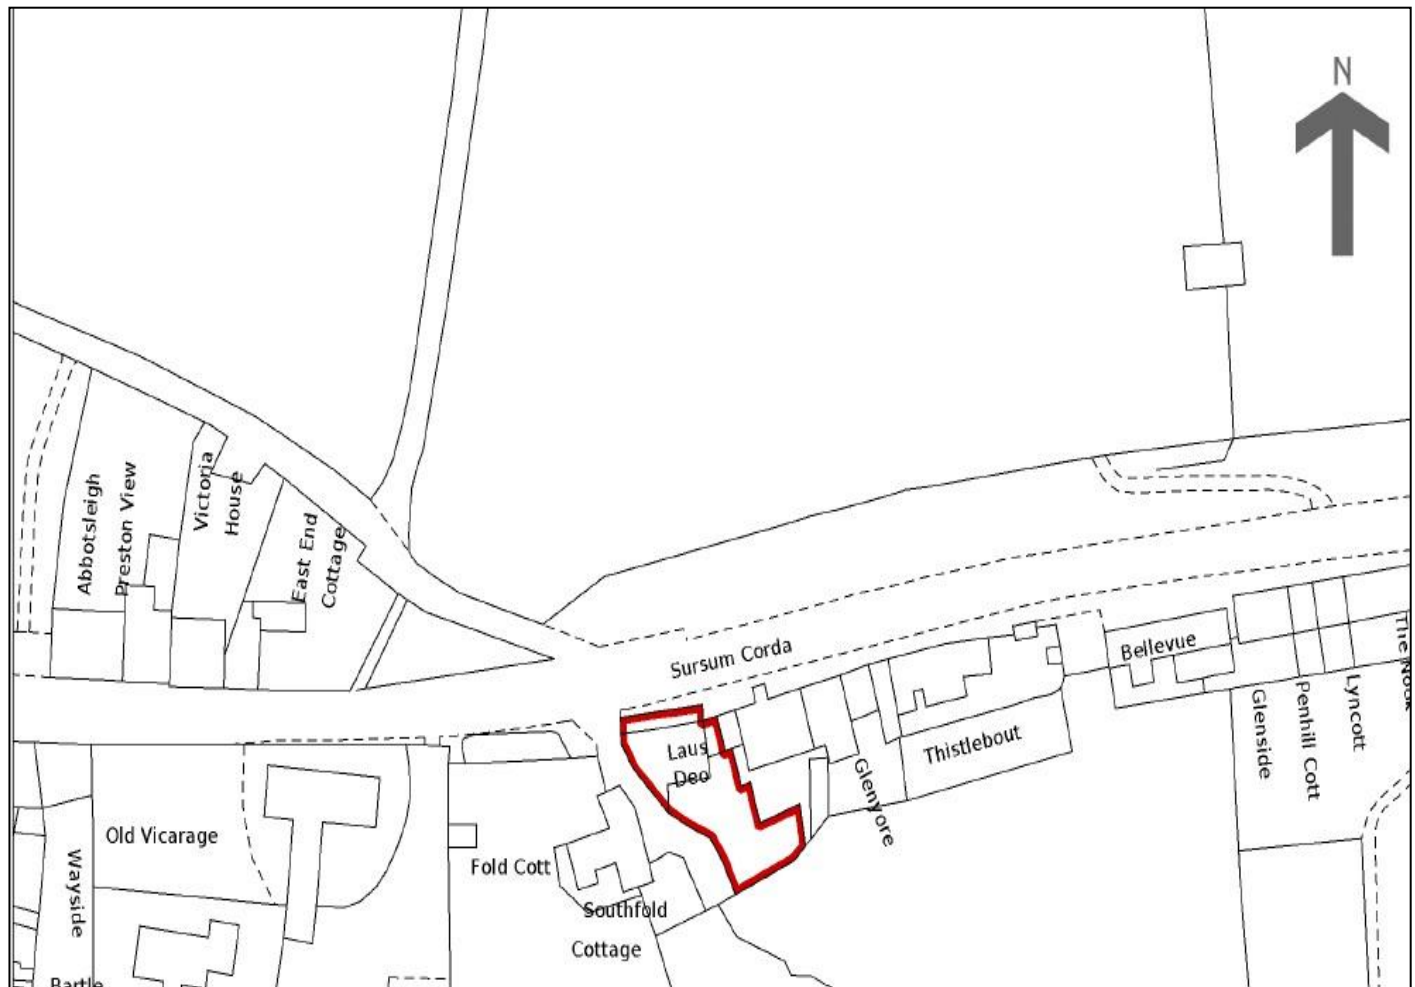 N
Abbotsleigh
Preston View
Victoria
House
East End
Cottage
Sursum Corda
Laus
Deo
Glenyore
Thistlebout
Bellevue
Glenside
Penhill Cott
Lyncott
The Nook
Old Vicarage
Wayside
Fold Cott
Southfold
Cottage
Bartle